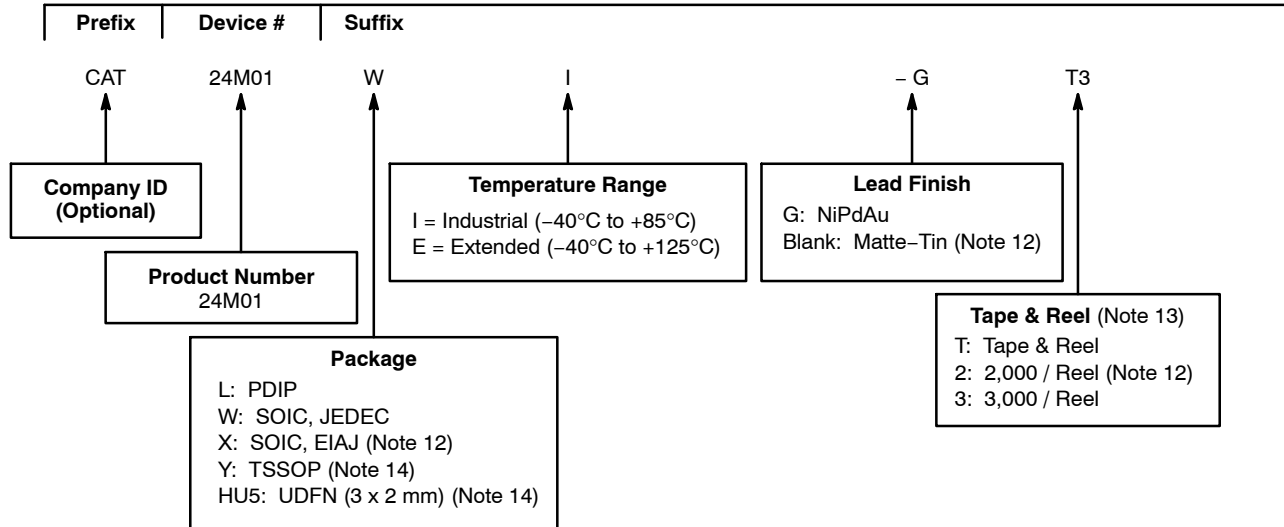 Prefix Device # Suffix
CAT 24M01 W I – G T3
Company ID
(Optional)
Product Number
24M01
Package
L: PDIP
W: SOIC, JEDEC
X: SOIC, EIAJ (Note 12)
Y: TSSOP (Note 14)
HU5: UDFN (3 x 2 mm) (Note 14)
Temperature Range
I = Industrial (−40°C to +85°C)
E = Extended (−40°C to +125°C)
Lead Finish
G: NiPdAu
Blank: Matte−Tin (Note 12)
Tape & Reel (Note 13)
T: Tape & Reel
2: 2,000 / Reel (Note 12)
3: 3,000 / Reel